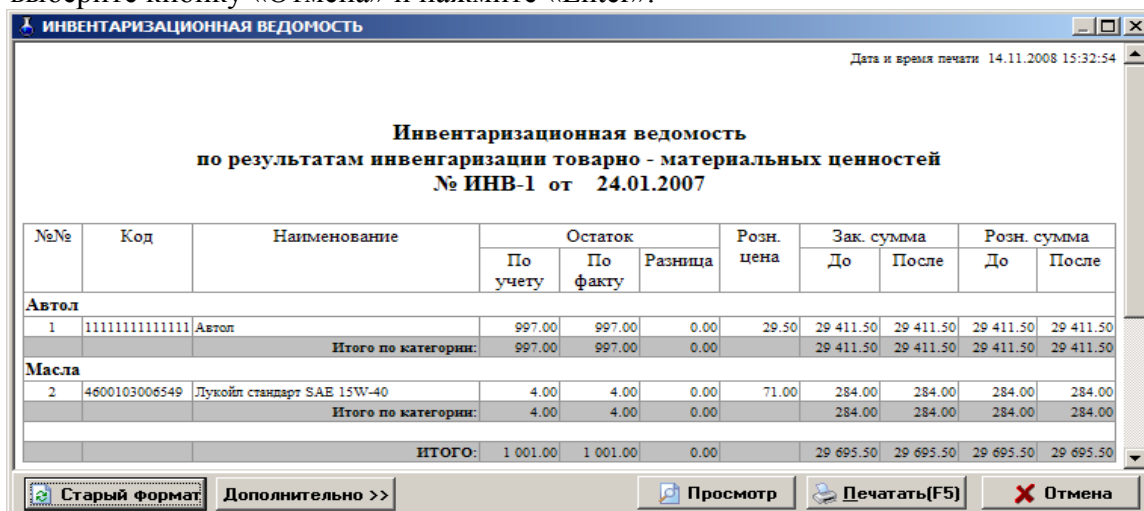 выберите кнопку «Отмена» и нажмите «Enter».
ИНВЕНТАРИЗАЦИОННАЯ ВЕДОМОСТЬ
Дата и время печати 14.11.2008 15:32:54
Инвентаризационная ведомость
по результатам инвенгаризации товарно - материальных ценностей
№ ИНВ-1 от 24.01.2007
№№ Код Наименование Остаток Розн. цена Зак. сумма Розн. сумма
По учету По факту Разница До После До После
Автол
1 11111111111111 Автол 997.00 997.00 0.00 29.50 29 411.50 29 411.50 29 411.50 29 411.50
Итого по категории: 997.00 997.00 0.00 29 411.50 29 411.50 29 411.50 29 411.50
Масла
2 4600103006549 Лукойл стандарт SAE 15W-40 4.00 4.00 0.00 71.00 284.00 284.00 284.00 284.00
Итого по категории: 4.00 4.00 0.00 284.00 284.00 284.00 284.00
ИТОГО: 1 001.00 1 001.00 0.00 29 695.50 29 695.50 29 695.50 29 695.50
Старый формат Дополнительно >> Просмотр Печатать(F5) Отмена